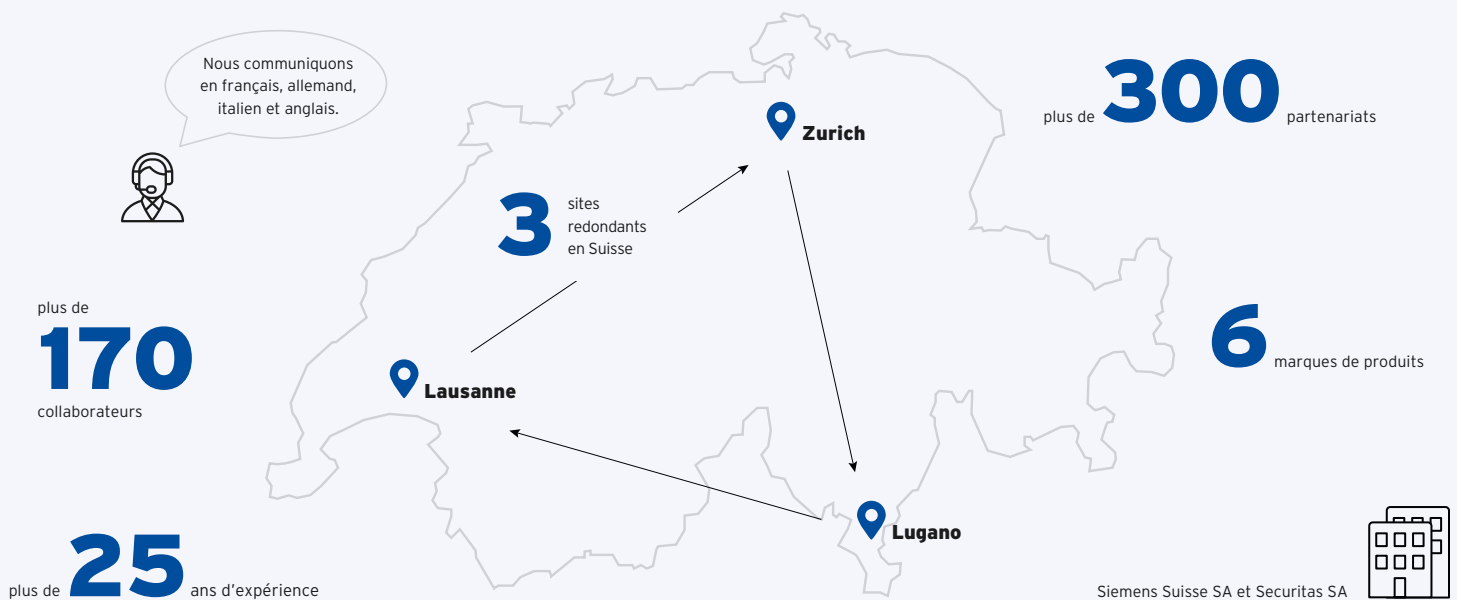 Nous communiquons
en français, allemand,
italien et anglais.
plus de 300 partenariats
Zurich
3 sites
redondants
en Suisse
plus de
170
collaborateurs
6 marques de produits
Lausanne
Lugano
plus de 25 ans d’expérience
Siemens Suisse SA et Securitas SA